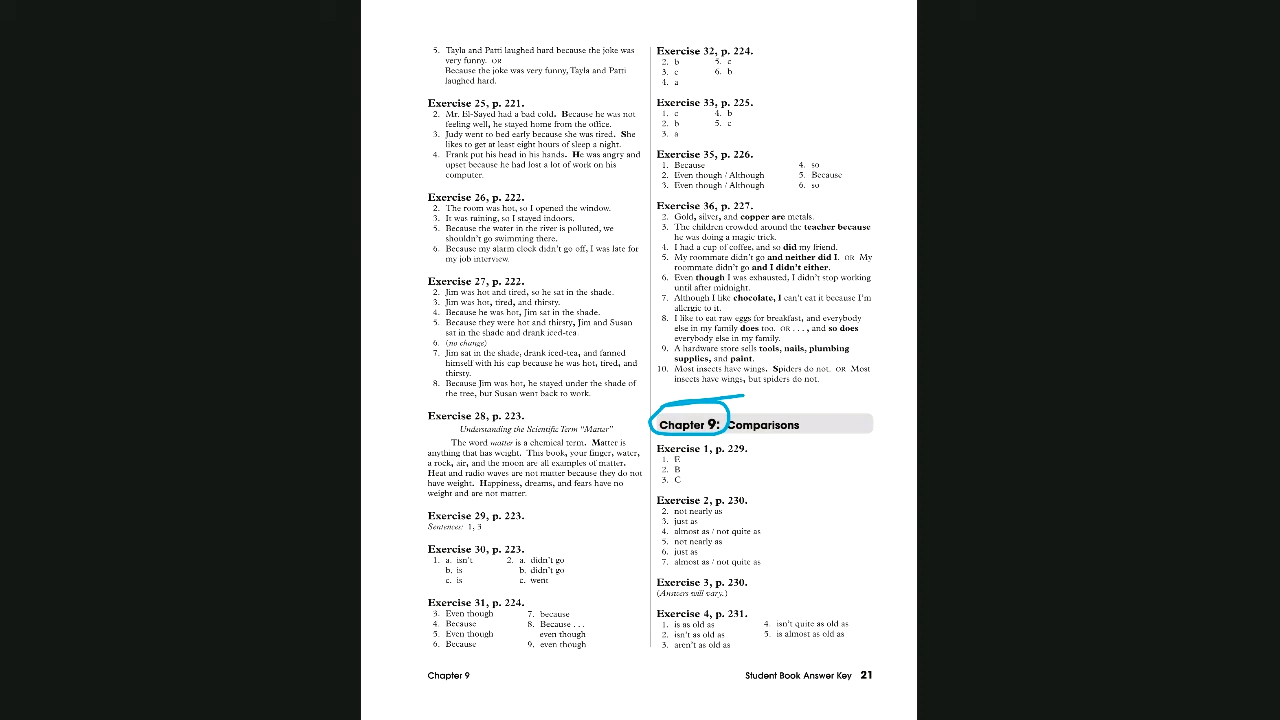 5. Tayla and Patti laughed hard because the joke was
very funny. OR
Because the joke was very funny, Tayla and Patti
laughed hard.
Exercise 25, p. 221.
2. Mr. El-Sayed had a bad cold. Because he was not
feeling well, he stayed home from the office.
3. Judy went to bed early because she was tired. She
likes to get at least eight hours of sleep a night.
4. Frank put his head in his hands. He was angry and
upset because he had lost a lot of work on his
computer.
Exercise 26, p. 222.
2. The room was hot, so I opened the window.
3. It was raining, so I stayed indoors.
5. Because the water in the river is polluted, we
shouldn't go swimming there.
6. Because my alarm clock didn't go off, I was late for
my job interview.
Exercise 27, p. 222.
2. Jim was hot and tired, so he sat in the shade.
3. Jim was hot, tired, and thirsty.
4. Because he was hot, Jim sat in the shade.
5. Because they were hot and thirsty, Jim and Susan
sat in the shade and drank iced-tea.
6. (no change)
7. Jim sat in the shade, drank iced-tea, and fanned
himself with his cap because he was hot, tired, and
thirsty.
8. Because Jim was hot, he stayed under the shade of
the tree, but Susan went back to work.
Exercise 28, p. 223.
Understanding the Scientific Term "Matter"
The word matter is a chemical term. Matter is
anything that has weight. This book, your finger, water,
a rock, air, and the moon are all examples of matter.
Heat and radio waves are not matter because they do not
have weight. Happiness, dreams, and fears have no
weight and are not matter.
Exercise 29, p. 223.
Sentences: 1, 3
Exercise 30, p. 223.
1. a. isn't 2. a. didn't go
b. is b. didn't go
c. is c. went
Exercise 31, p. 224.
3. Even though 7. because
4. Because 8. Because . . .
5. Even though even though
6. Because 9. even though
Exercise 32, p. 224.
2. b 5. c
3. c 6. b
4. a
Exercise 33, p. 225.
1. c 4. b
2. b 5. c
3. a
Exercise 35, p. 226.
1. Because 4. so
2. Even though / Although 5. Because
3. Even though / Although 6. so
Exercise 36, p. 227.
2. Gold, silver, and copper are metals.
3. The children crowded around the teacher because
he was doing a magic trick.
4. I had a cup of coffee, and so did my friend.
5. My roommate didn't go and neither did I. OR My
roommate didn't go and I didn't either.
6. Even though I was exhausted, I didn't stop working
until after midnight.
7. Although I like chocolate, I can't eat it because I'm
allergic to it.
8. I like to eat raw eggs for breakfast, and everybody
else in my family does too. OR . . . , and so does
everybody else in my family.
9. A hardware store sells tools, nails, plumbing
supplies, and paint.
10. Most insects have wings. Spiders do not. OR Most
insects have wings, but spiders do not.
Chapter 9: Comparisons
Exercise 1, p. 229.
1. E
2. B
3. C
Exercise 2, p. 230.
2. not nearly as
3. just as
4. almost as / not quite as
5. not nearly as
6. just as
7. almost as / not quite as
Exercise 3, p. 230.
(Answers will vary.)
Exercise 4, p. 231.
1. is as old as 4. isn't quite as old as
2. isn't as old as 5. is almost as old as
3. aren't as old as
Chapter 9
Student Book Answer Key 21